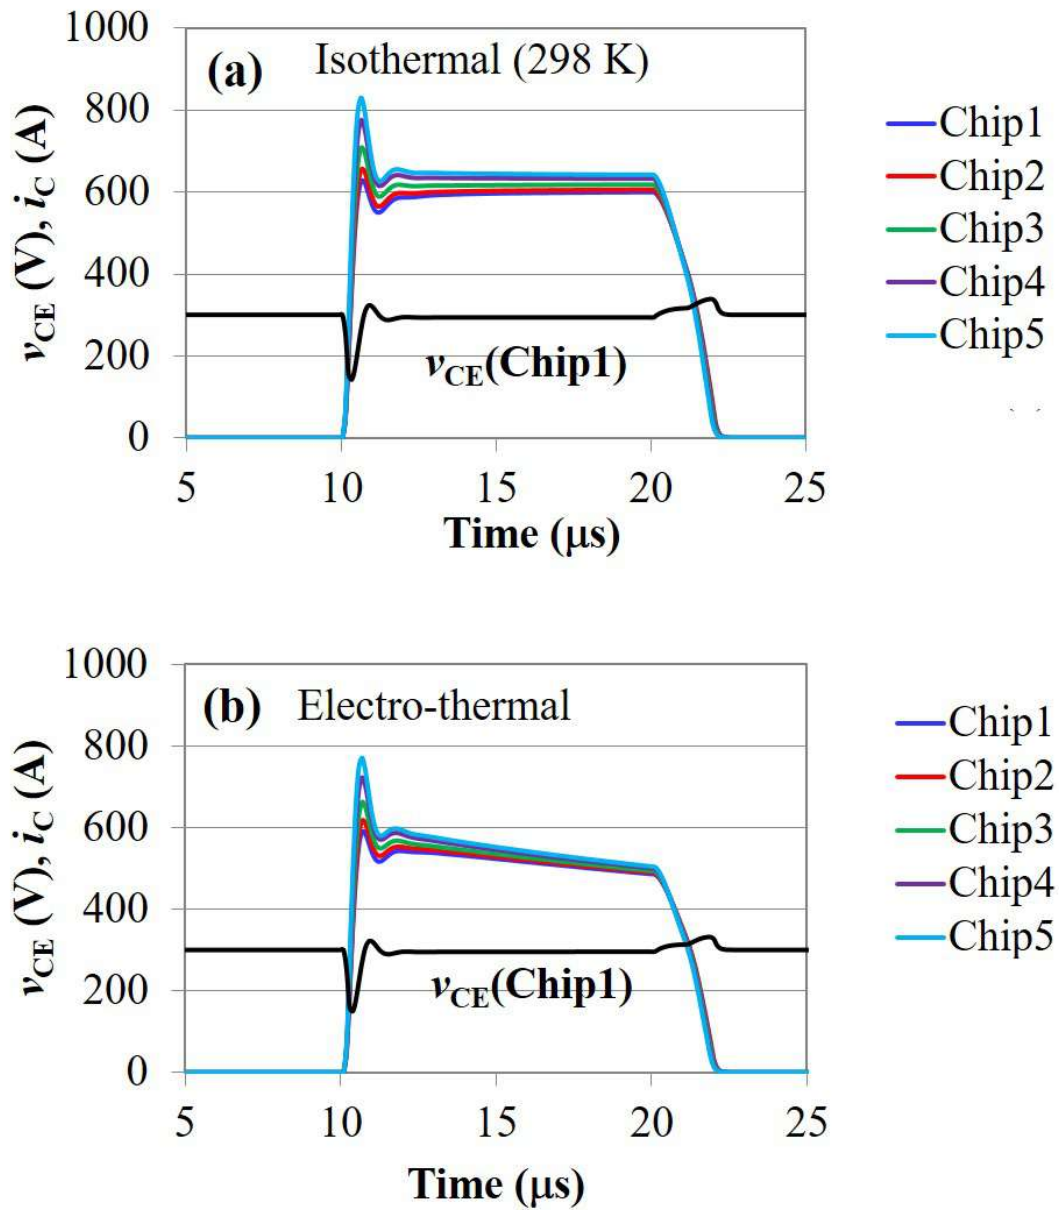 1000
800
600
400
200
0
v_CE (V), i_C (A)
(a) Isothermal (298 K)
v_CE(Chip1)
5 10 15 20 25
Time (μs)
Chip1
Chip2
Chip3
Chip4
Chip5
1000
800
600
400
200
0
v_CE (V), i_C (A)
(b) Electro-thermal
v_CE(Chip1)
5 10 15 20 25
Time (μs)
Chip1
Chip2
Chip3
Chip4
Chip5